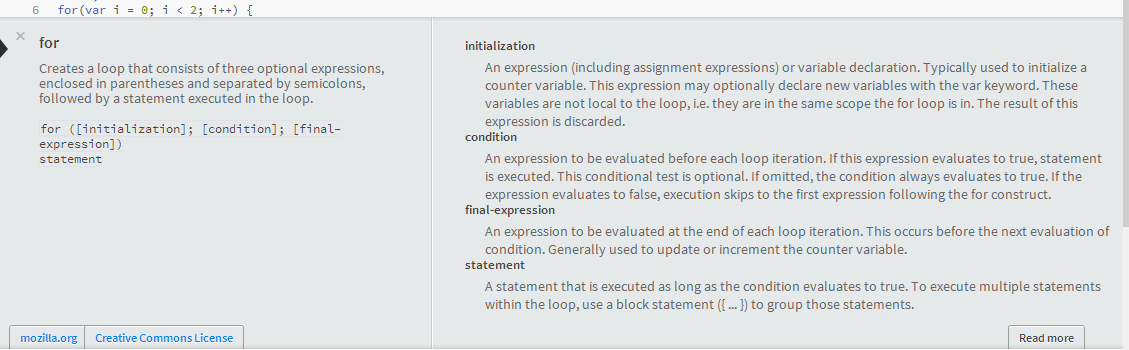 6 for(var i = 0; i < 2; i++) {
for
Creates a loop that consists of three optional expressions,
enclosed in parentheses and separated by semicolons,
followed by a statement executed in the loop.
for ([initialization]; [condition]; [final-
expression])
statement
initialization
An expression (including assignment expressions) or variable declaration. Typically used to initialize a
counter variable. This expression may optionally declare new variables with the var keyword. These
variables are not local to the loop, i.e. they are in the same scope the for loop is in. The result of this
expression is discarded.
condition
An expression to be evaluated before each loop iteration. If this expression evaluates to true, statement
is executed. This conditional test is optional. If omitted, the condition always evaluates to true. If the
expression evaluates to false, execution skips to the first expression following the for construct.
final-expression
An expression to be evaluated at the end of each loop iteration. This occurs before the next evaluation of
condition. Generally used to update or increment the counter variable.
statement
A statement that is executed as long as the condition evaluates to true. To execute multiple statements
within the loop, use a block statement ({ ... }) to group those statements.
mozilla.org Creative Commons License
Read more